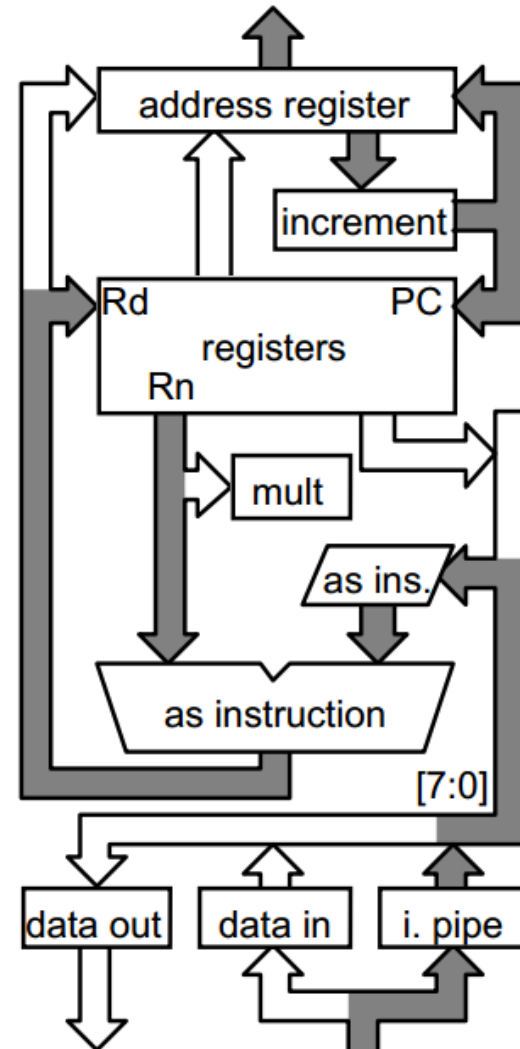 address register
increment
Rd
PC
registers
Rn
mult
as ins.
as instruction
[7:0]
data out
data in
i. pipe